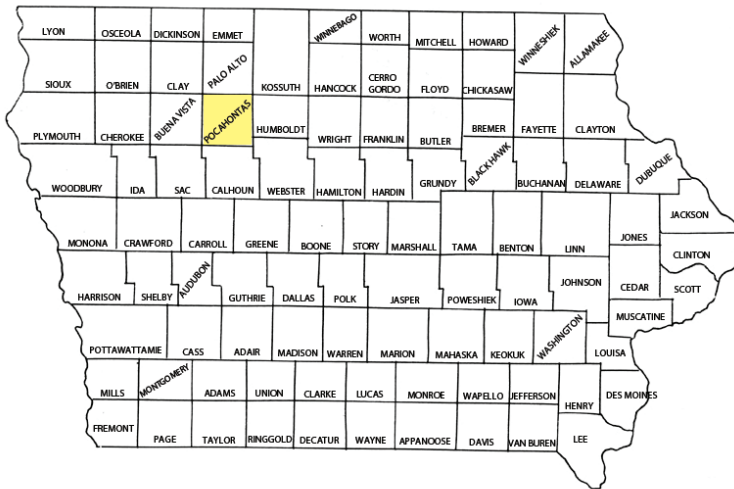 LYON OSCEOLA DICKINSON EMMET WINNEBAGO WORTH MITCHELL HOWARD WINNESHIEK ALLAMAKEE
SIOUX O'BRIEN CLAY PALO ALTO KOSSUTH HANCOCK CERRO GORDO FLOYD CHICKASAW
PLYMOUTH CHEROKEE BUENA VISTA POCAHONTAS HUMBOLDT WRIGHT FRANKLIN BUTLER BREMER FAYETTE CLAYTON
WOODBURY IDA SAC CALHOUN WEBSTER HAMILTON HARDIN GRUNDY BLACK HAWK BUCHANAN DELAWARE DUBUQUE
MONONA CRAWFORD CARROLL GREENE BOONE STORY MARSHALL TAMA BENTON LINN JONES JACKSON
CLINTON
HARRISON SHELBY AUDUBON GUTHRIE DALLAS POLK JASPER POWESHIEK IOWA JOHNSON CEDAR SCOTT
MUSCATINE
POTTAWATTAMIE CASS ADAIR MADISON WARREN MARION MAHASKA KEOKUK WASHINGTON LOUISA
MILLS MONTGOMERY ADAMS UNION CLARKE LUCAS MONROE WAPELLO JEFFERSON HENRY DES MOINES
FREMONT PAGE TAYLOR RINGGOLD DECATUR WAYNE APPANOOSE DAVIS VAN BUREN LEE